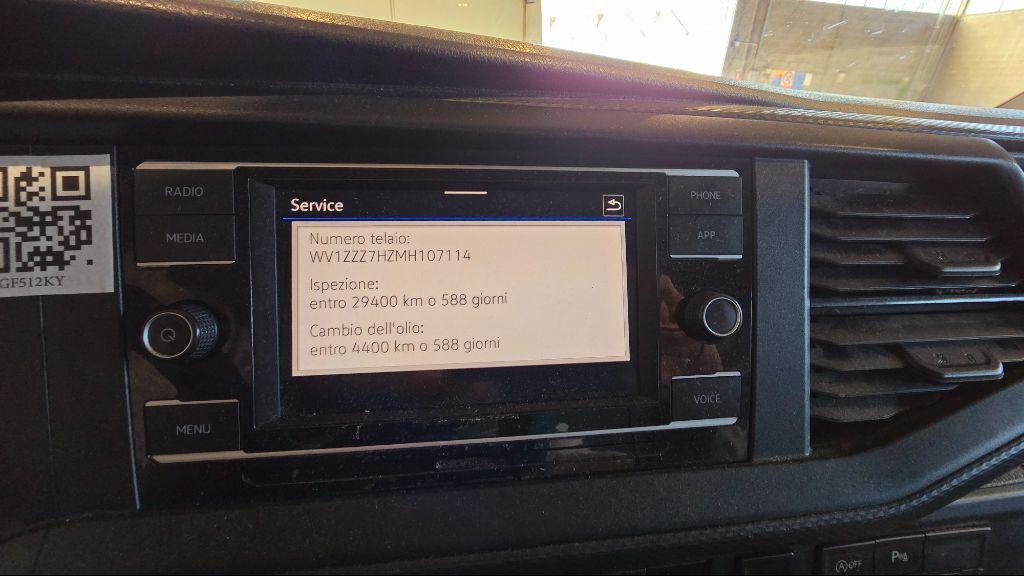 RADIO
MEDIA
MENU
GF512KY
Service
Numero telaio:
WV1ZZZ7HZMH107114
Ispezione:
entro 29400 km o 588 giorni
Cambio dell'olio:
entro 4400 km o 588 giorni
PHONE
APP
VOICE
OFF
P